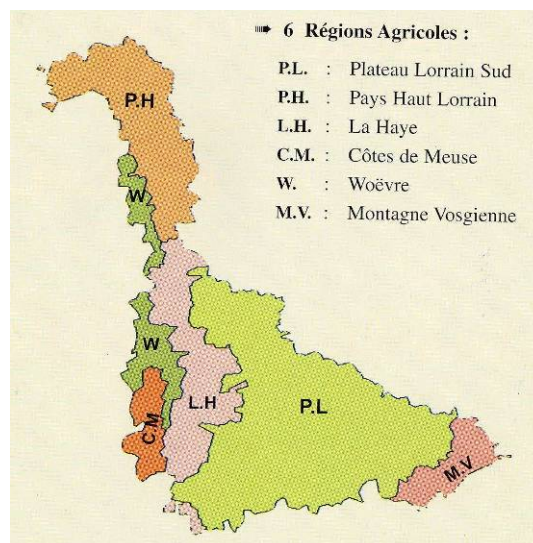 ➠ 6 Régions Agricoles :
P.L. : Plateau Lorrain Sud
P.H. : Pays Haut Lorrain
L.H. : La Haye
C.M. : Côtes de Meuse
W. : Woëvre
M.V. : Montagne Vosgienne
P.H
W
W
L.H
P.L
C.M
M.V